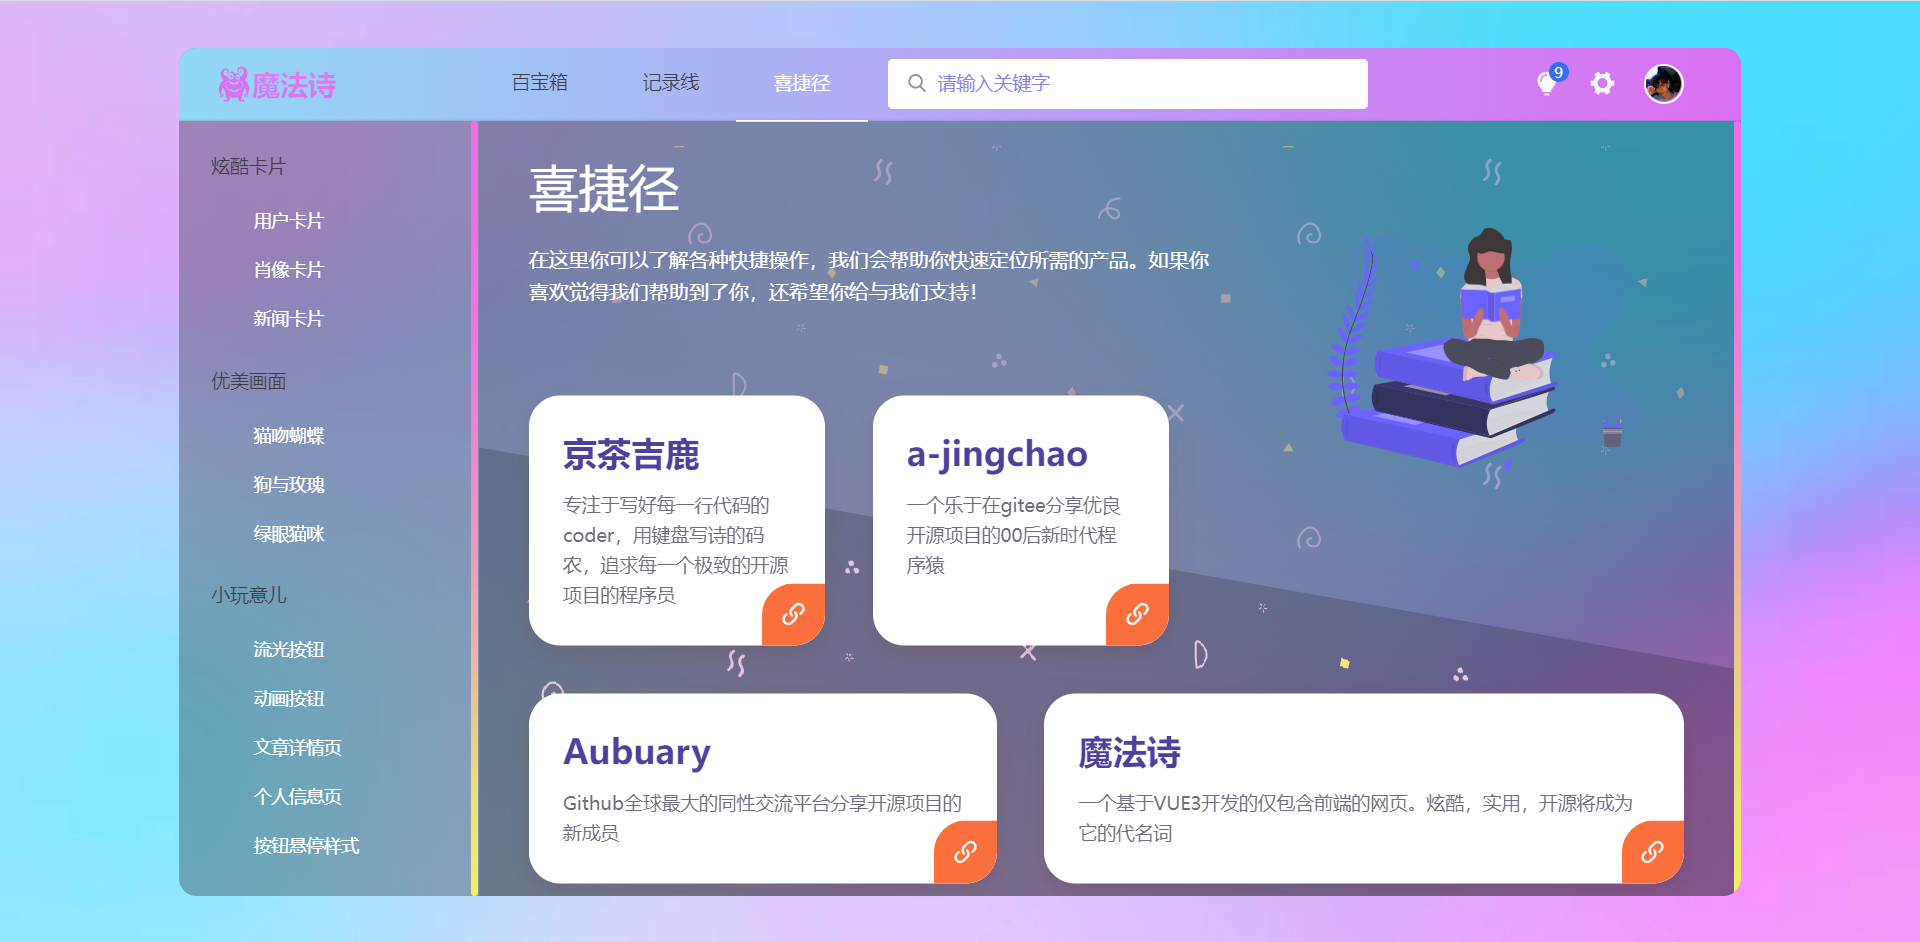 魔法诗
百宝箱
记录线
喜捷径
请输入关键字
9
炫酷卡片
用户卡片
肖像卡片
新闻卡片
优美画面
猫吻蝴蝶
狗与玫瑰
绿眼猫咪
小玩意儿
流光按钮
动画按钮
文章详情页
个人信息页
按钮悬停样式
喜捷径
在这里你可以了解各种快捷操作，我们会帮助你快速定位所需的产品。如果你
喜欢觉得我们帮助到了你，还希望你给与我们支持！
京茶吉鹿
专注于写好每一行代码的
coder，用键盘写诗的码
农，追求每一个极致的开源
项目的程序员
a-jingchao
一个乐于在gitee分享优良
开源项目的00后新时代程
序猿
Aubuary
Github全球最大的同性交流平台分享开源项目的
新成员
魔法诗
一个基于VUE3开发的仅包含前端的网页。炫酷，实用，开源将成为
它的代名词